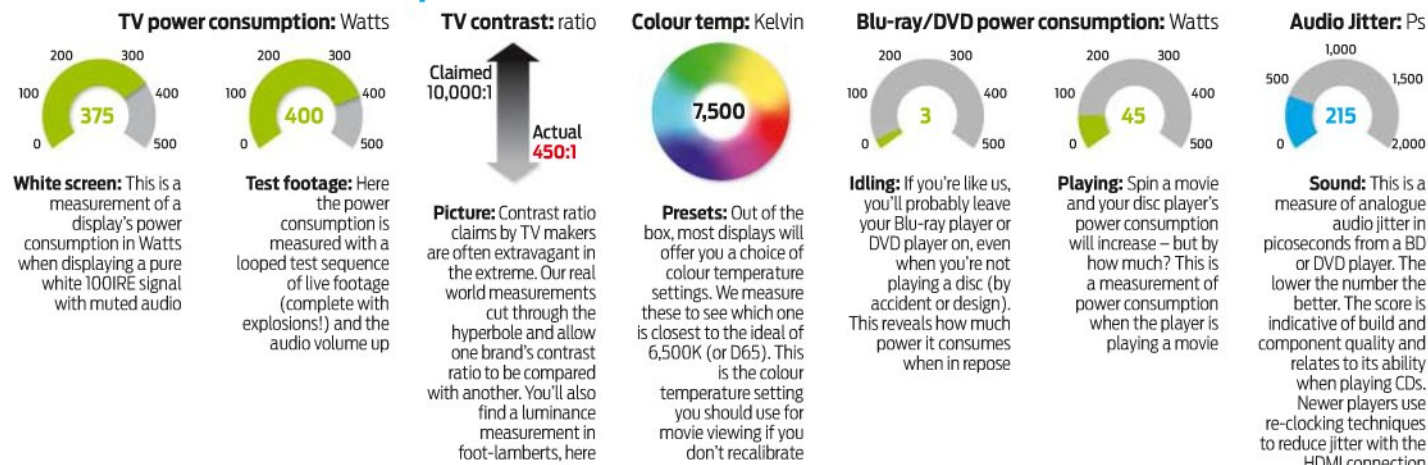 TV power consumption: Watts
200
300
100
375
400
0
500
200
300
100
400
400
0
500
White screen: This is a
measurement of a
display's power
consumption in Watts
when displaying a pure
white 100IRE signal
with muted audio
Test footage: Here
the power
consumption is
measured with a
looped test sequence
of live footage
(complete with
explosions!) and the
audio volume up
TV contrast: ratio
Claimed
10,000:1
Actual
450:1
Picture: Contrast ratio
claims by TV makers
are often extravagant in
the extreme. Our real
world measurements
cut through the
hyperbole and allow
one brand's contrast
ratio to be compared
with another. You'll also
find a luminance
measurement in
foot-lamberts, here
Colour temp: Kelvin
7,500
Presets: Out of the
box, most displays will
offer you a choice of
colour temperature
settings. We measure
these to see which one
is closest to the ideal of
6,500K (or D65). This
is the colour
temperature setting
you should use for
movie viewing if you
don't recalibrate
Blu-ray/DVD power consumption: Watts
200
300
100
3
400
0
500
200
300
100
45
400
0
500
Idling: If you're like us,
you'll probably leave
your Blu-ray player or
DVD player on, even
when you're not
playing a disc (by
accident or design).
This reveals how much
power it consumes
when in repose
Playing: Spin a movie
and your disc player's
power consumption
will increase – but by
how much? This is
a measurement of
power consumption
when the player is
playing a movie
Audio Jitter: Ps
1,000
500
1,500
215
0
2,000
Sound: This is a
measure of analogue
audio jitter in
picoseconds from a BD
or DVD player. The
lower the number the
better. The score is
indicative of build and
component quality and
relates to its ability
when playing CDs.
Newer players use
re-clocking techniques
to reduce jitter with the
HDMI connection